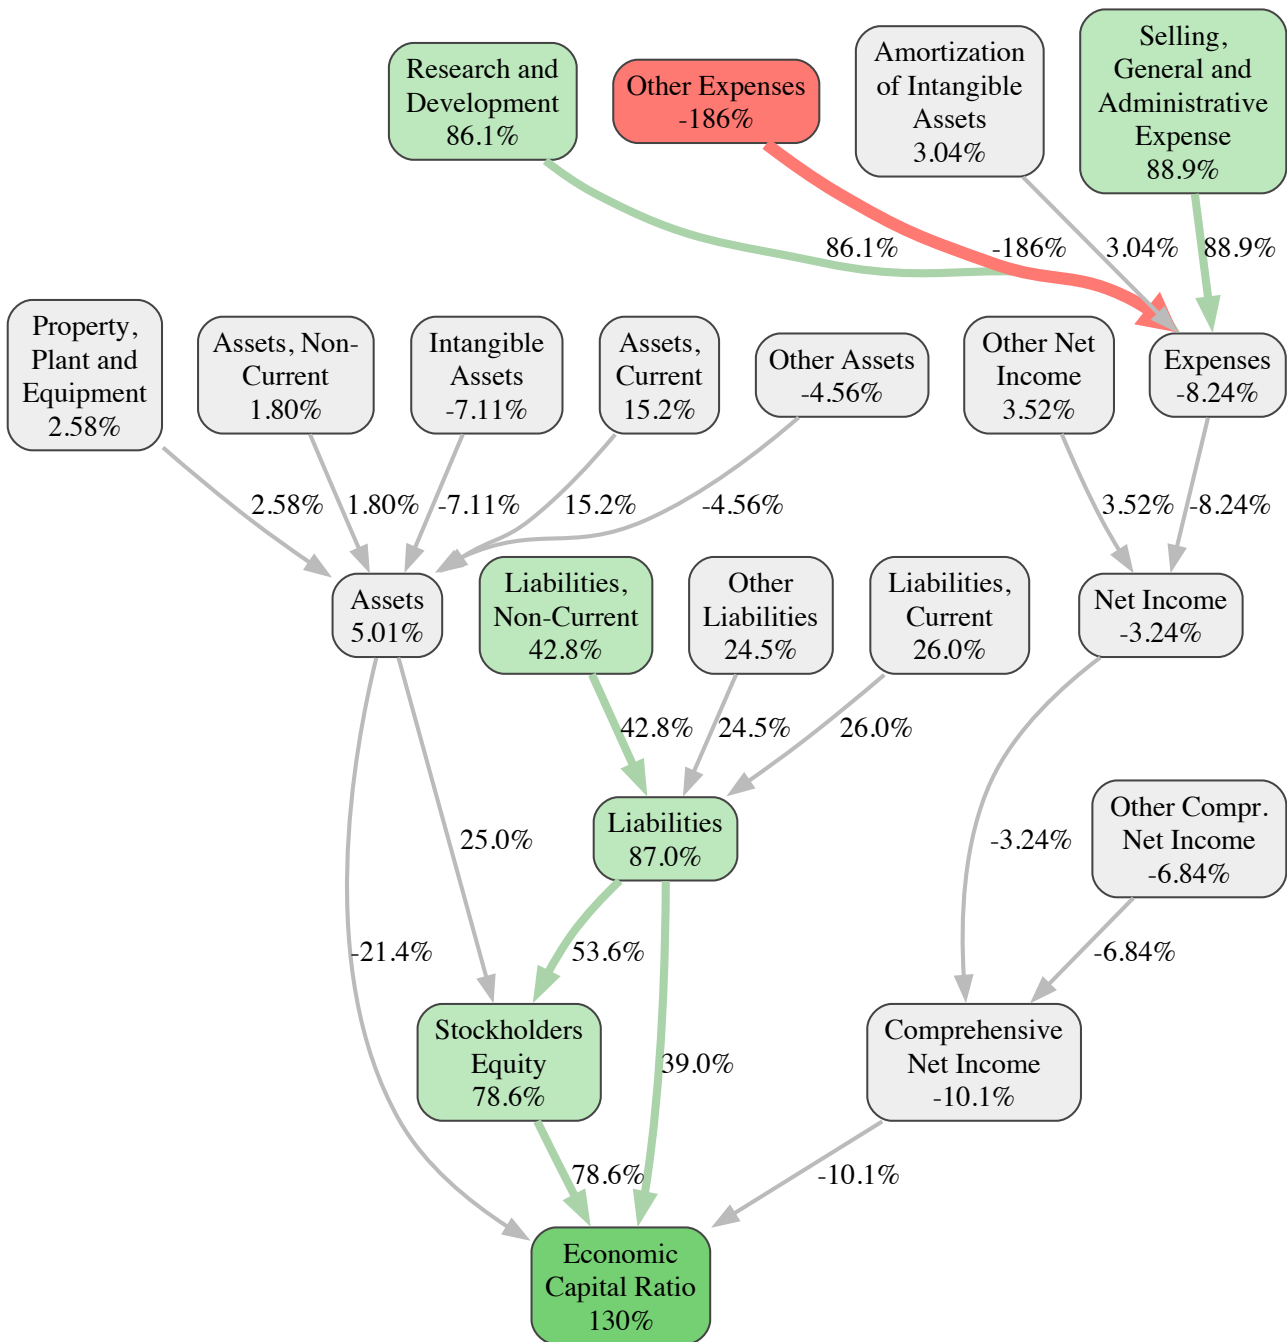 Research and
Development
86.1%
Other Expenses
-186%
Amortization
of Intangible
Assets
3.04%
Selling,
General and
Administrative
Expense
88.9%
86.1%
-186%
3.04%
88.9%
Property,
Plant and
Equipment
2.58%
Assets, Non-
Current
1.80%
Intangible
Assets
-7.11%
Assets,
Current
15.2%
Other Assets
-4.56%
Other Net
Income
3.52%
Expenses
-8.24%
2.58%
1.80%
-7.11%
15.2%
-4.56%
3.52%
-8.24%
Assets
5.01%
Liabilities,
Non-Current
42.8%
Other
Liabilities
24.5%
Liabilities,
Current
26.0%
Net Income
-3.24%
42.8%
24.5%
26.0%
Liabilities
87.0%
25.0%
-3.24%
Other Compr.
Net Income
-6.84%
-21.4%
53.6%
-6.84%
Stockholders
Equity
78.6%
39.0%
Comprehensive
Net Income
-10.1%
78.6%
-10.1%
Economic
Capital Ratio
130%